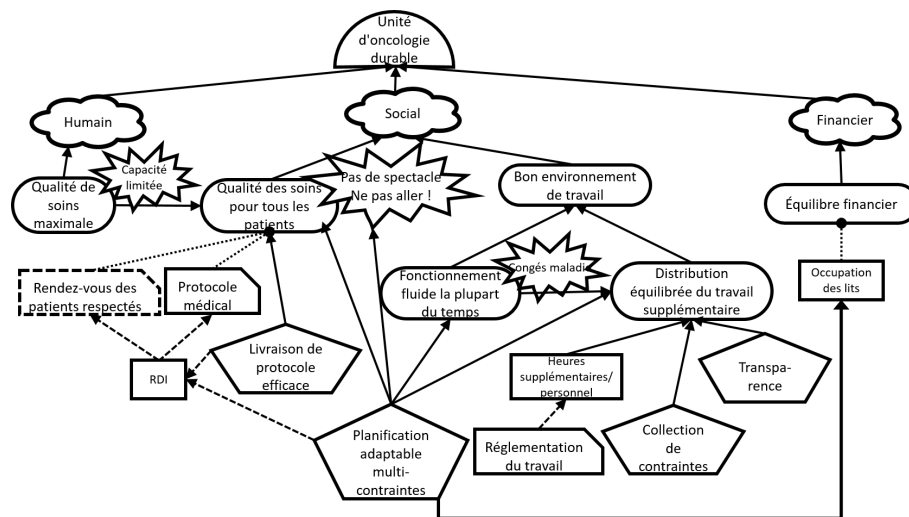 Unité
d'oncologie
durable
Humain
Social
Financier
Capacité
limitée
Qualité de
soins
maximale
Qualité des soins
pour tous les
patients
Pas de spectacle
Ne pas aller !
Bon environnement
de travail
Équilibre financier
Rendez-vous des
patients respectés
Protocole
médical
Fonctionnement
fluide la plupart
du temps
Congés maladie
Distribution
équilibrée du travail
supplémentaire
Occupation
des lits
RDI
Livraison de
protocole
efficace
Heures
supplémentaires/
personnel
Transpa-
rence
Planification
adaptable
multi-
contraintes
Réglementation
du travail
Collection
de
contraintes